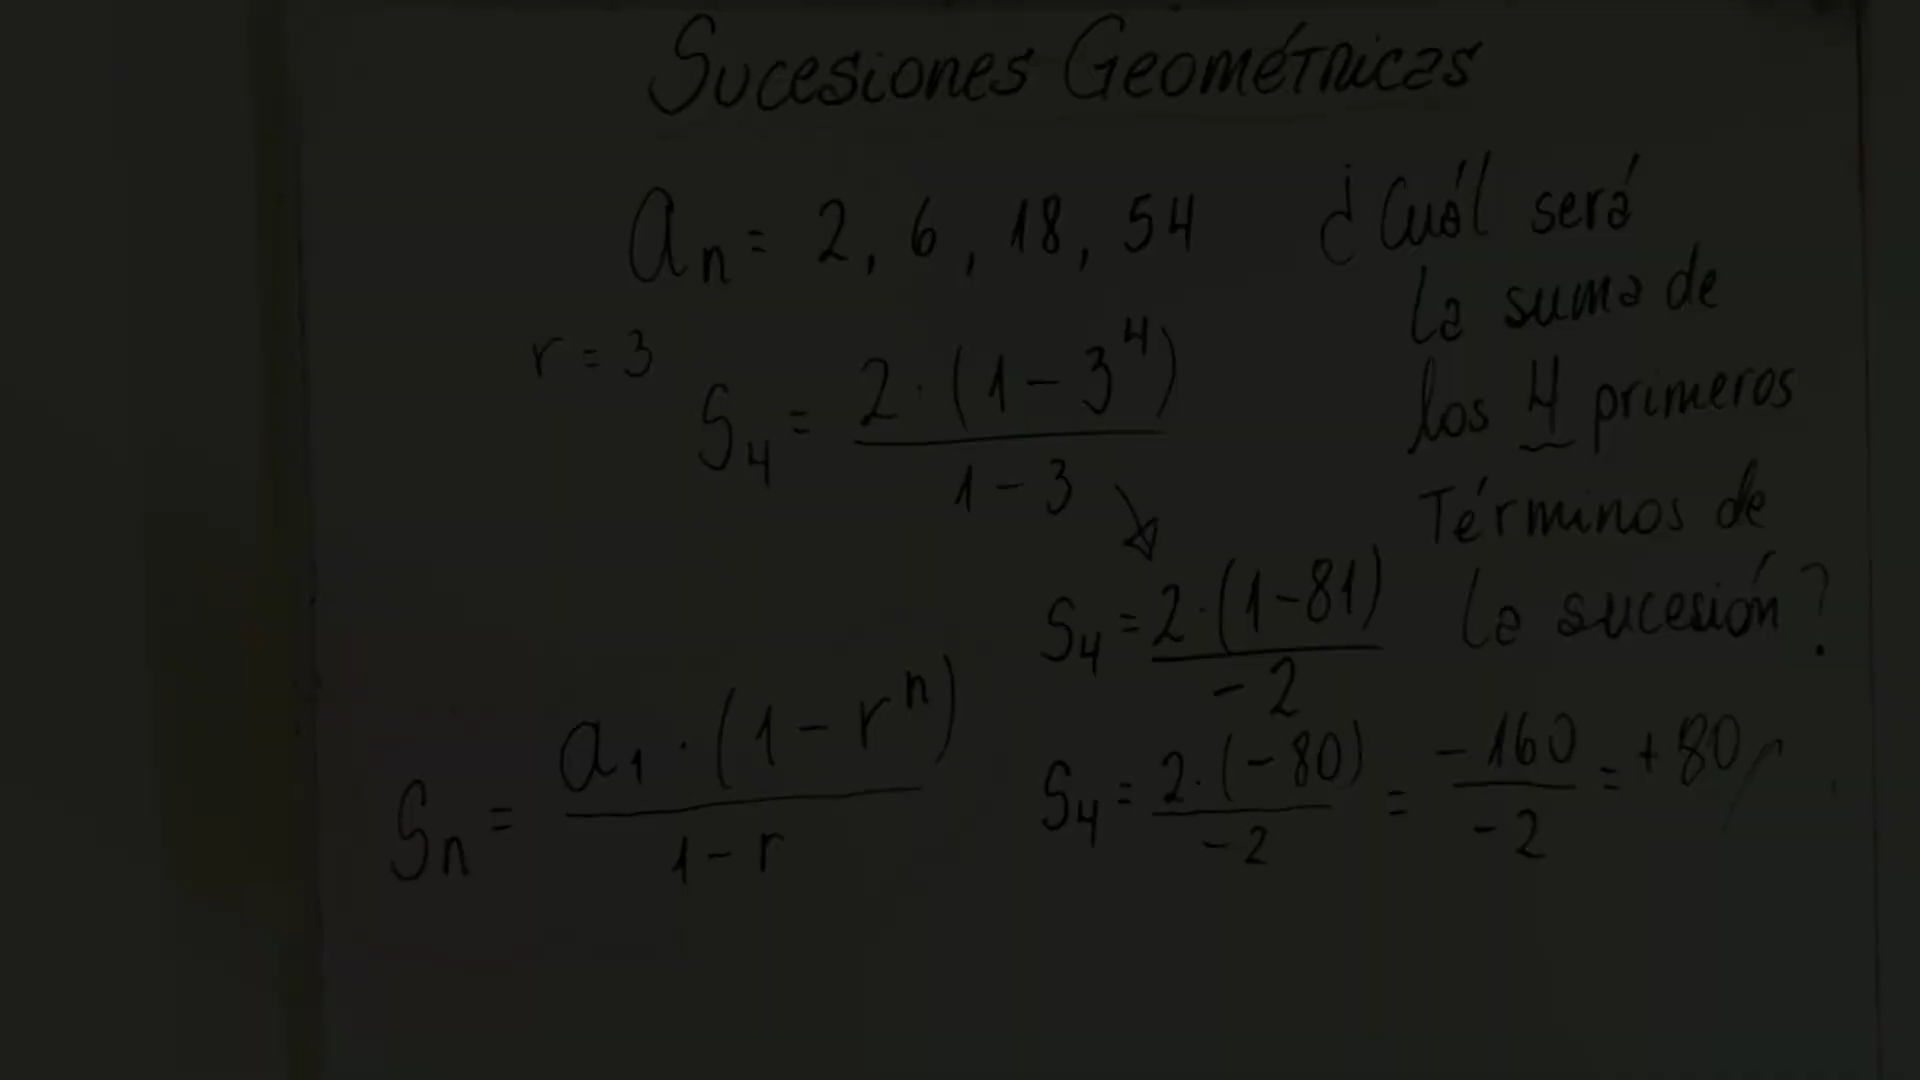 Sucesiones Geométricas
an = 2, 6, 18, 54
¿Cuál será
la suma de
los 4 primeros
Términos de
la sucesión?
r = 3
S4 = 2·(1-3^4) / 1-3
S4 = 2·(1-81) / -2
S4 = 2·(-80) / -2 = -160 / -2 = +80
Sn = a1·(1-r^n) / 1-r